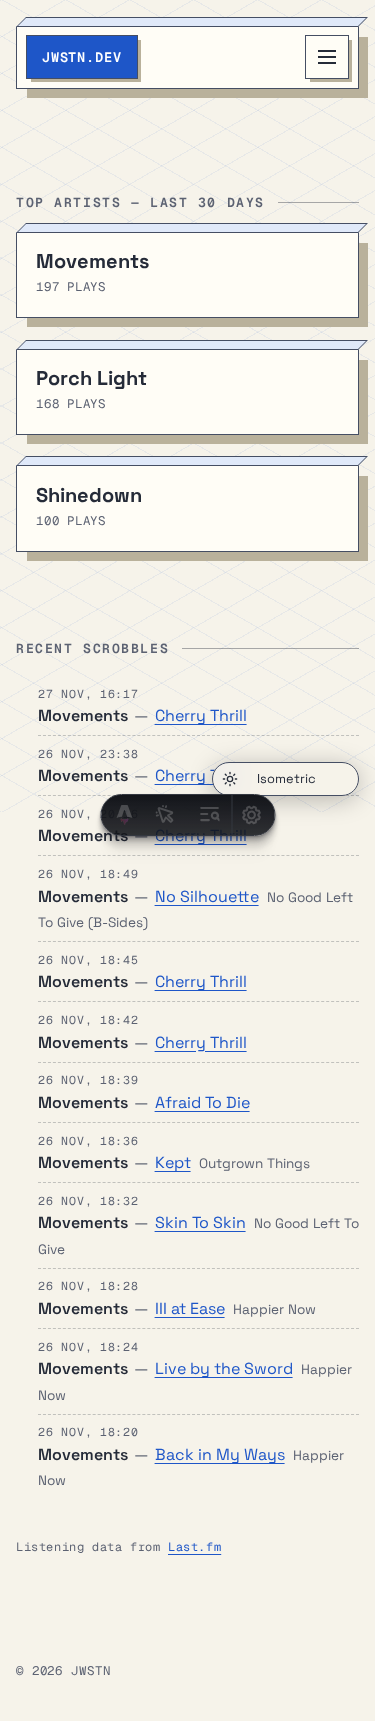 JWSTN.DEV
TOP ARTISTS — LAST 30 DAYS
Movements
197 PLAYS
Porch Light
168 PLAYS
Shinedown
100 PLAYS
RECENT SCROBBLES
27 NOV, 16:17
Movements — Cherry Thrill
26 NOV, 23:38
Movements — Cherry
Isometric
26 NOV,
Movements — Cherry Thrill
26 NOV, 18:49
Movements — No Silhouette No Good Left
To Give (B-Sides)
26 NOV, 18:45
Movements — Cherry Thrill
26 NOV, 18:42
Movements — Cherry Thrill
26 NOV, 18:39
Movements — Afraid To Die
26 NOV, 18:36
Movements — Kept Outgrown Things
26 NOV, 18:32
Movements — Skin To Skin No Good Left To
Give
26 NOV, 18:28
Movements — Ill at Ease Happier Now
26 NOV, 18:24
Movements — Live by the Sword Happier
Now
26 NOV, 18:20
Movements — Back in My Ways Happier
Now
Listening data from Last.fm
© 2026 JWSTN